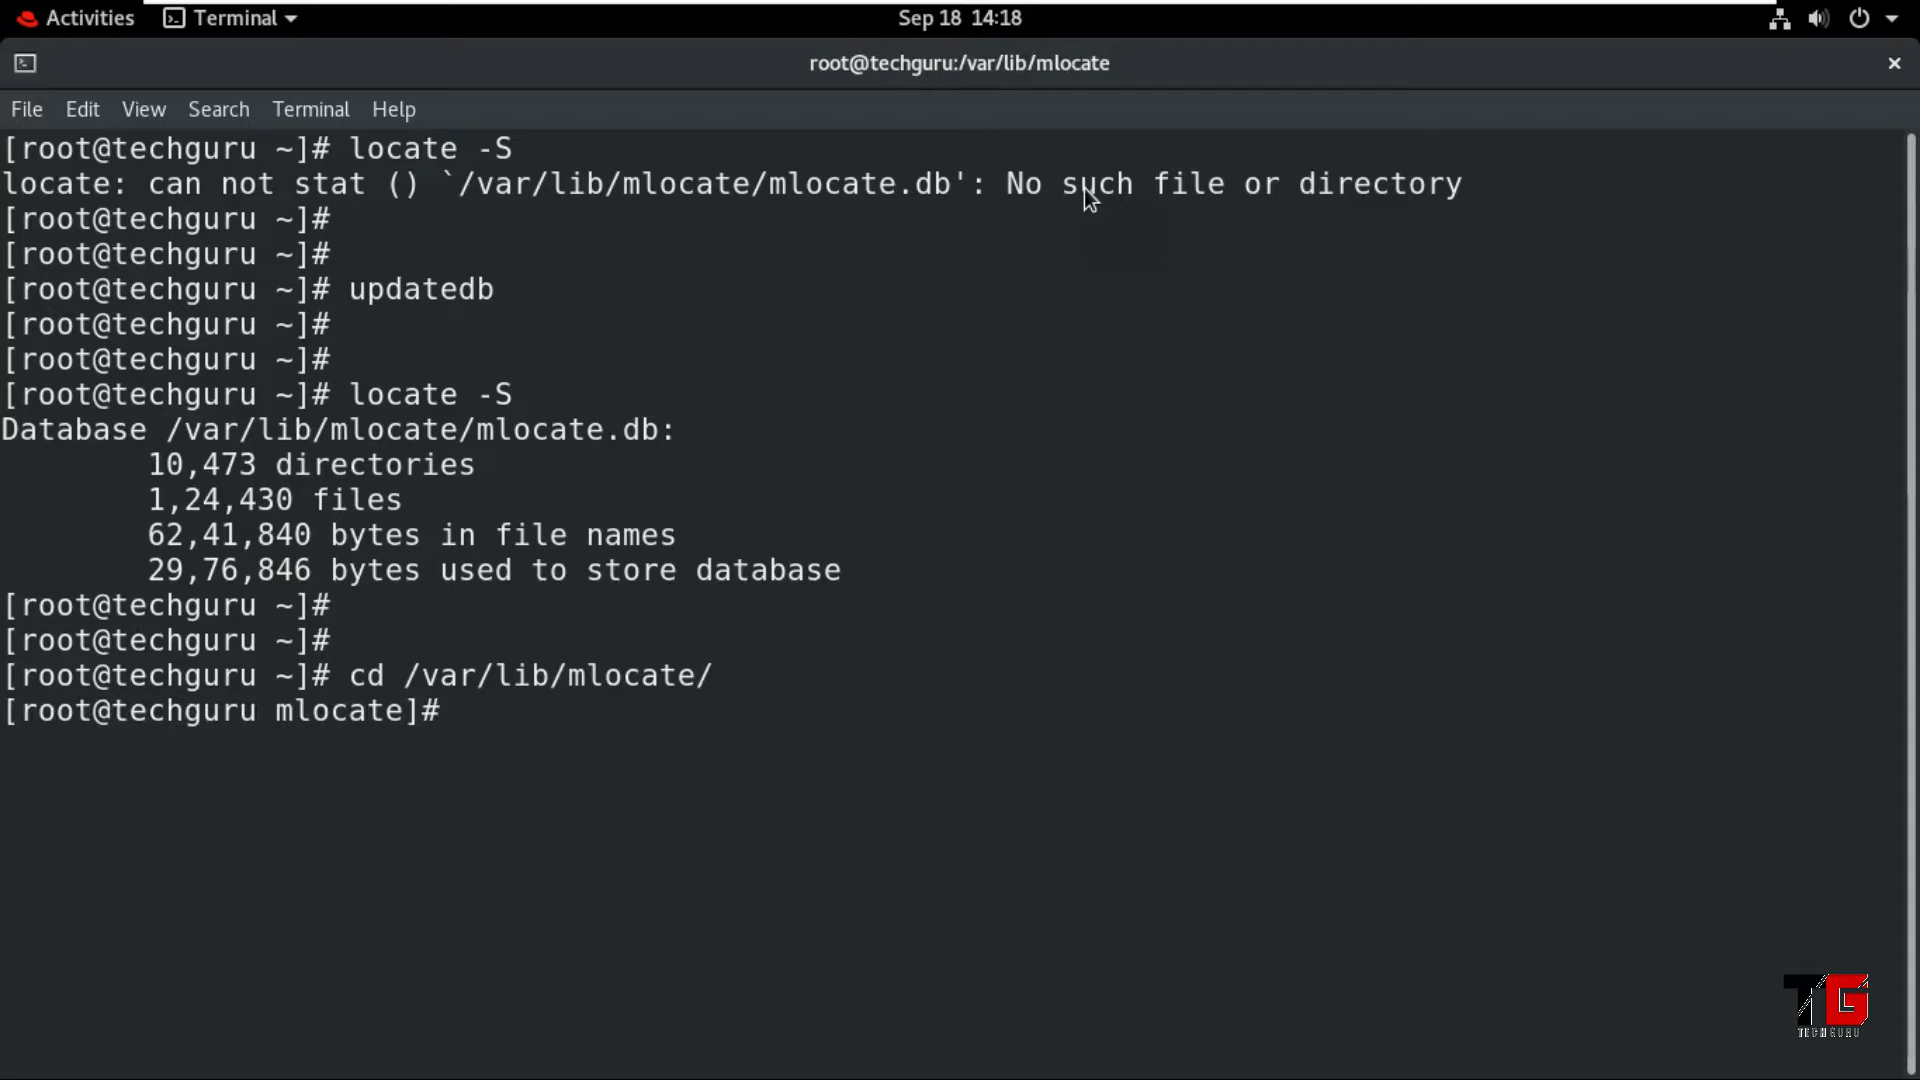 Activities Terminal Sep 18 14:18
root@techguru:/var/lib/mlocate
File Edit View Search Terminal Help
[root@techguru ~]# locate -S
locate: can not stat () `/var/lib/mlocate/mlocate.db': No such file or directory
[root@techguru ~]#
[root@techguru ~]#
[root@techguru ~]# updatedb
[root@techguru ~]#
[root@techguru ~]#
[root@techguru ~]# locate -S
Database /var/lib/mlocate/mlocate.db:
10,473 directories
1,24,430 files
62,41,840 bytes in file names
29,76,846 bytes used to store database
[root@techguru ~]#
[root@techguru ~]#
[root@techguru ~]# cd /var/lib/mlocate/
[root@techguru mlocate]#
TG
TECHGURU